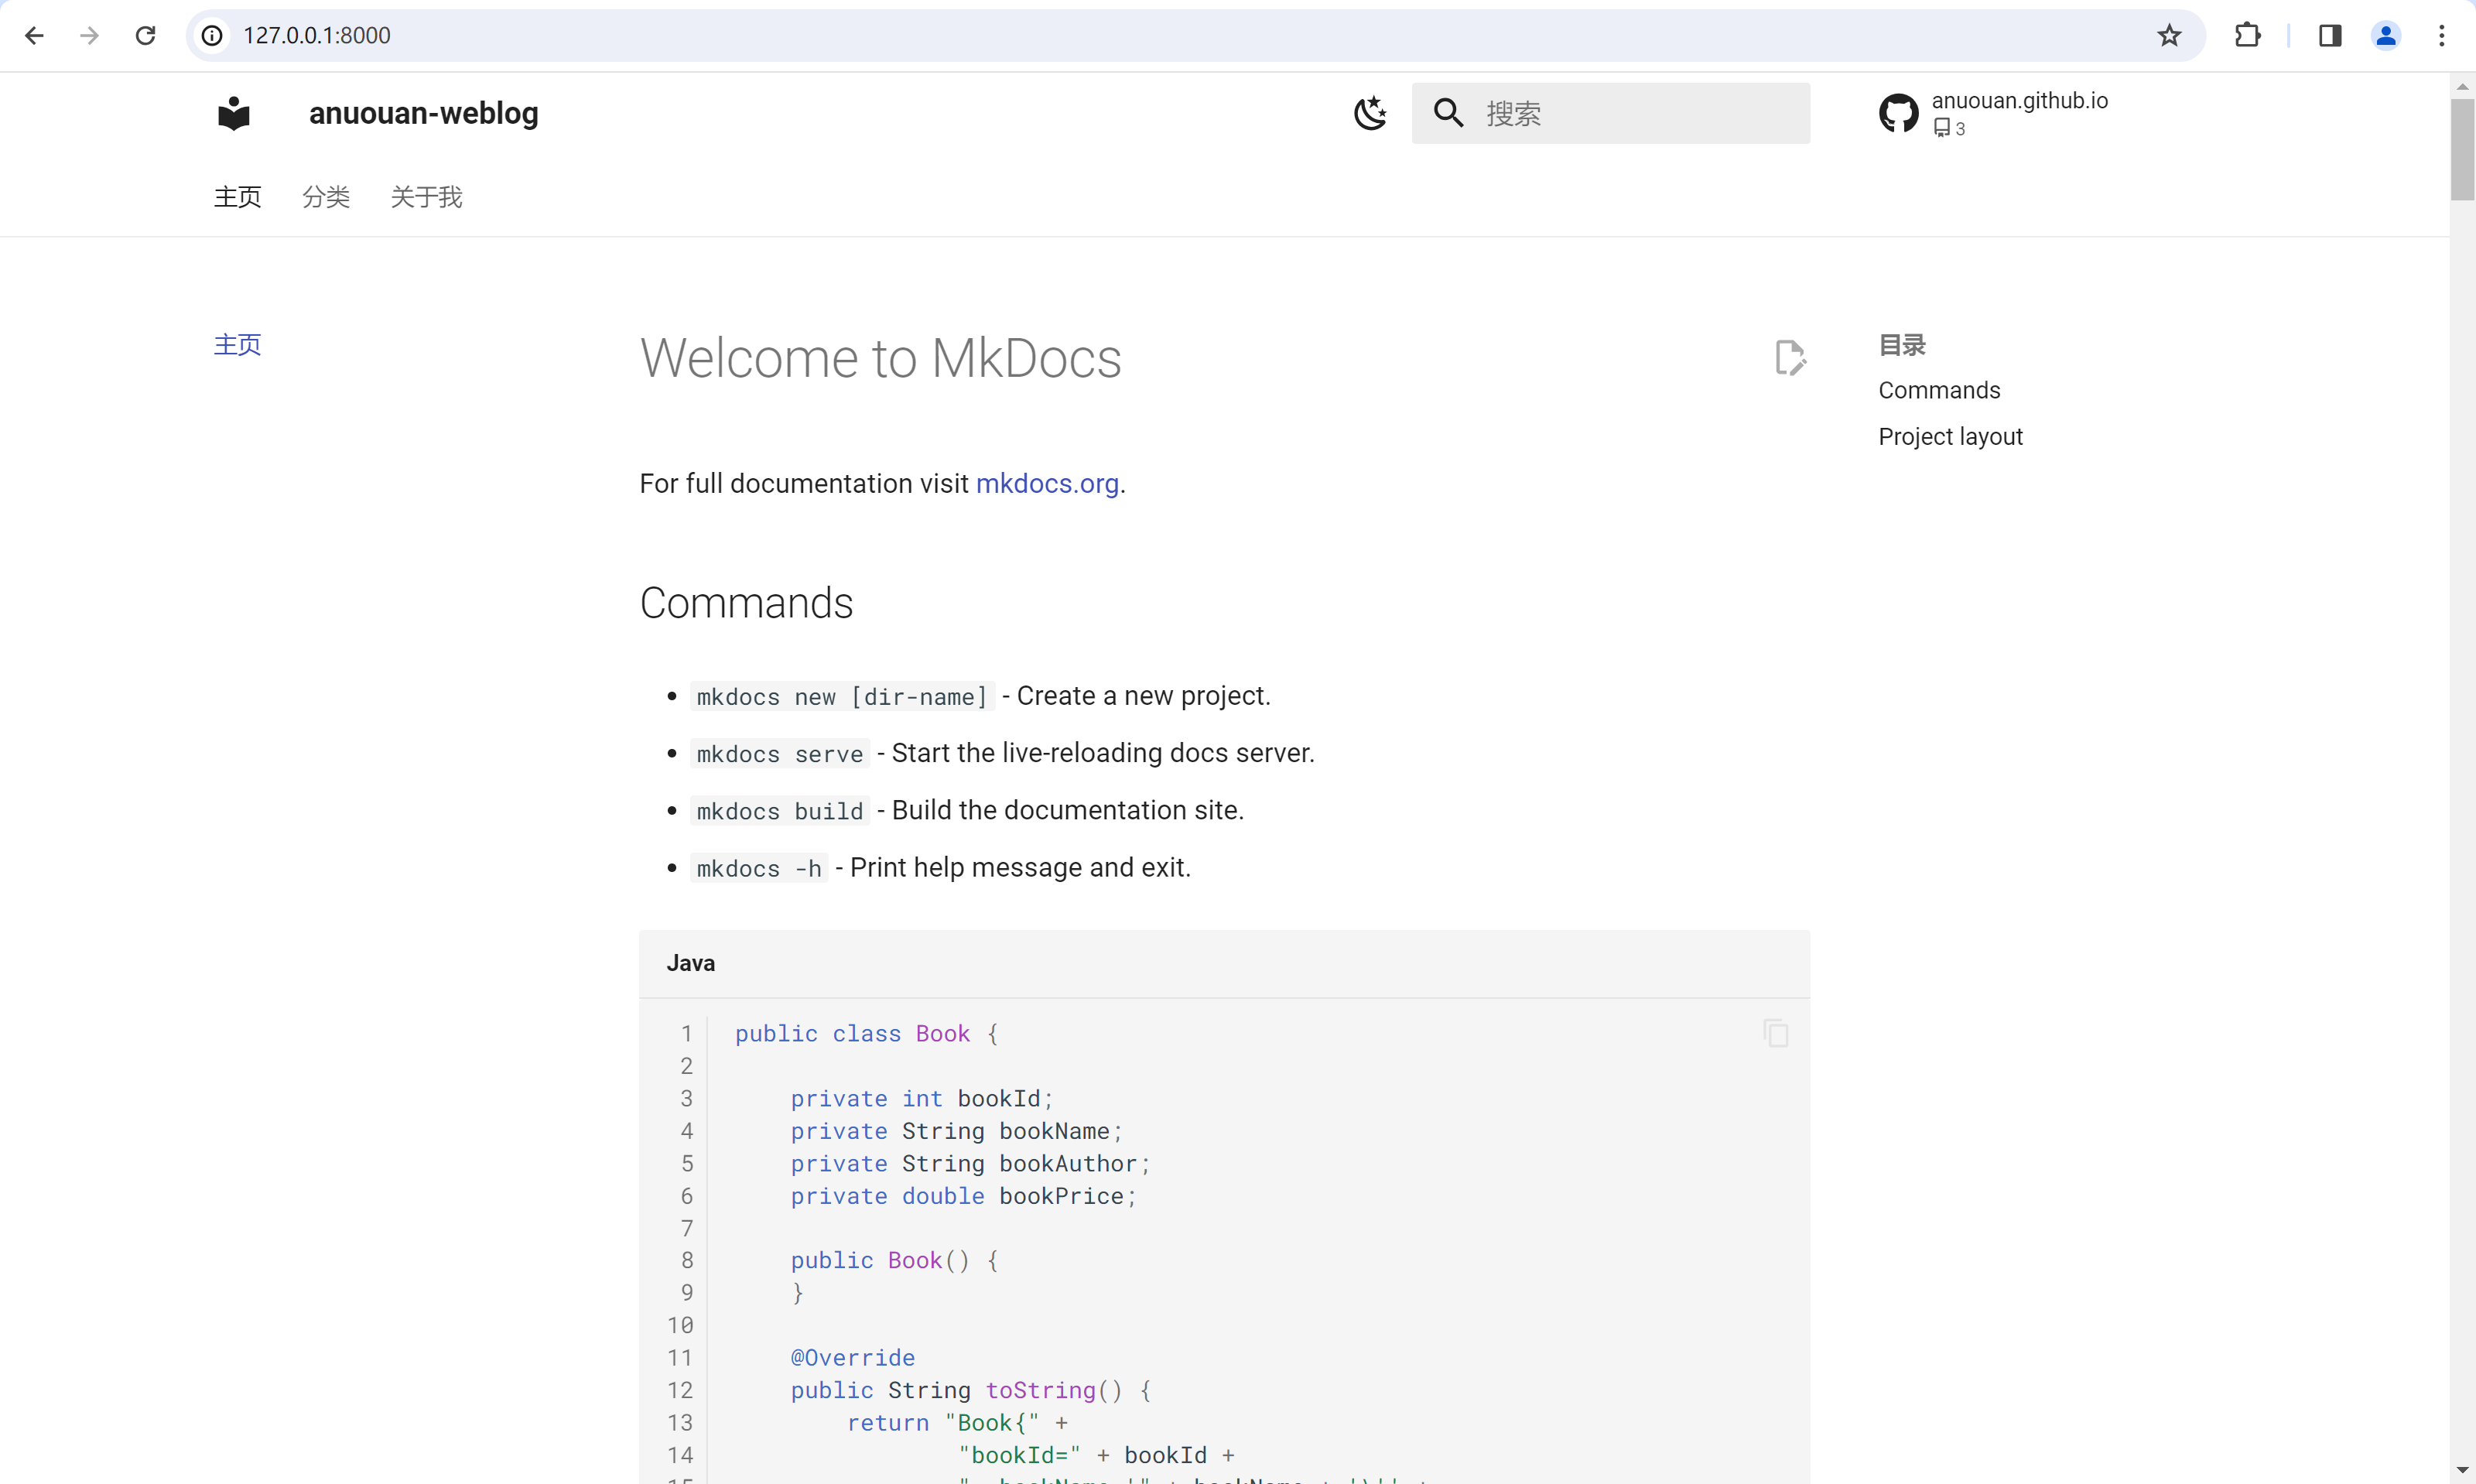 127.0.0.1:8000
anuouan-weblog
搜索
anuouan.github.io
3
主页 分类 关于我
主页
Welcome to MkDocs
目录
Commands
Project layout
For full documentation visit mkdocs.org.
Commands
mkdocs new [dir-name] - Create a new project.
mkdocs serve - Start the live-reloading docs server.
mkdocs build - Build the documentation site.
mkdocs -h - Print help message and exit.
Java
1 public class Book {
2
3 private int bookId;
4 private String bookName;
5 private String bookAuthor;
6 private double bookPrice;
7
8 public Book() {
9 }
10
11 @Override
12 public String toString() {
13 return "Book{" +
14 "bookId=" + bookId +